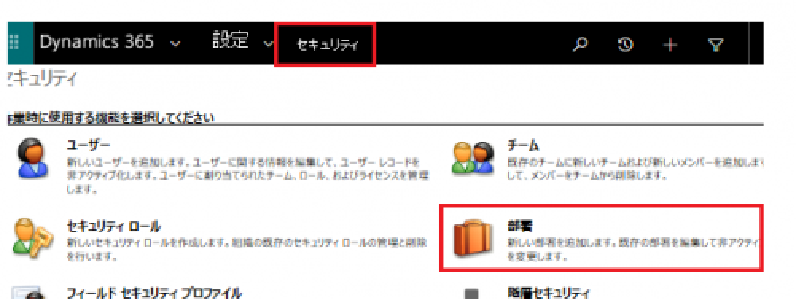 Dynamics 365 設定 セキュリティ
セキュリティ
業時に使用する機能を選択してください
ユーザー
新しいユーザーを追加します。ユーザーに関する情報を編集して、ユーザー レコードを
非アクティブ化します。ユーザーに割り当てられたチーム、ロール、およびライセンスを管理
します。
チーム
既存のチームに新しいチームおよび新しいメンバーを追加します
して、メンバーをチームから削除します。
セキュリティ ロール
新しいセキュリティ ロールを作成します。組織の既存のセキュリティ ロールの管理と削除
を行います。
部署
新しい部署を追加します。既存の部署を編集して非アクティ
を変更します。
フィールド セキュリティ プロファイル
階層セキュリティ